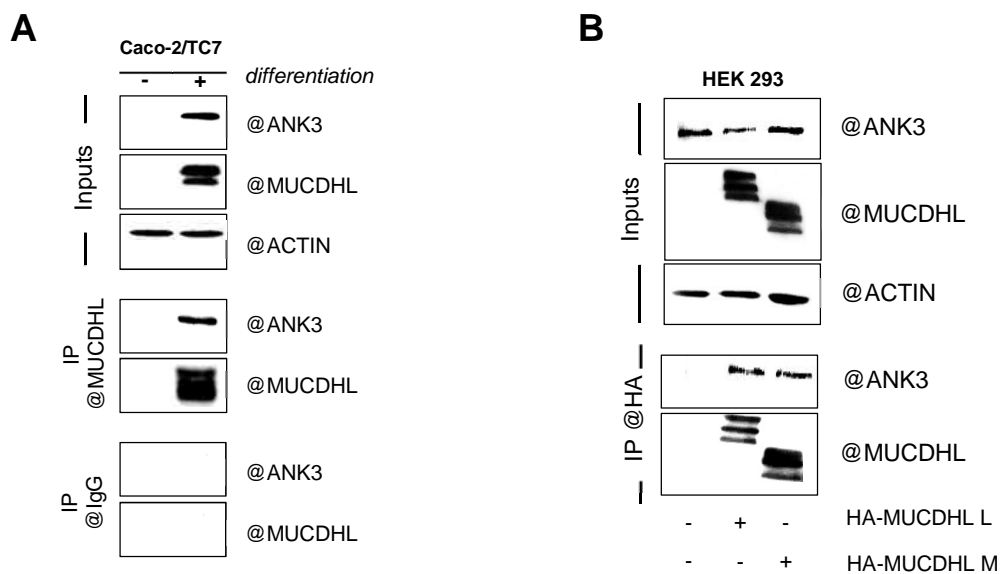 A
Caco-2/TC7
- + differentiation
Inputs
@ANK3
@MUCDHL
@ACTIN
IP
@MUCDHL
@ANK3
@MUCDHL
IP
@IgG
@ANK3
@MUCDHL
B
HEK 293
Inputs
@ANK3
@MUCDHL
@ACTIN
IP @HA
@ANK3
@MUCDHL
- + - HA-MUCDHL L
- - + HA-MUCDHL M